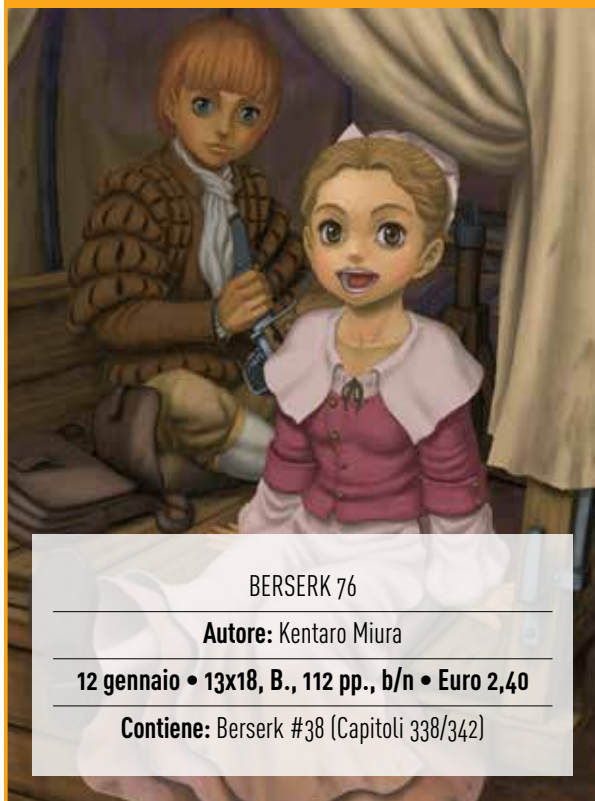 BERSERK 76
Autore: Kentaro Miura
12 gennaio • 13x18, B., 112 pp., b/n • Euro 2,40
Contiene: Berserk #38 (Capitoli 338/342)